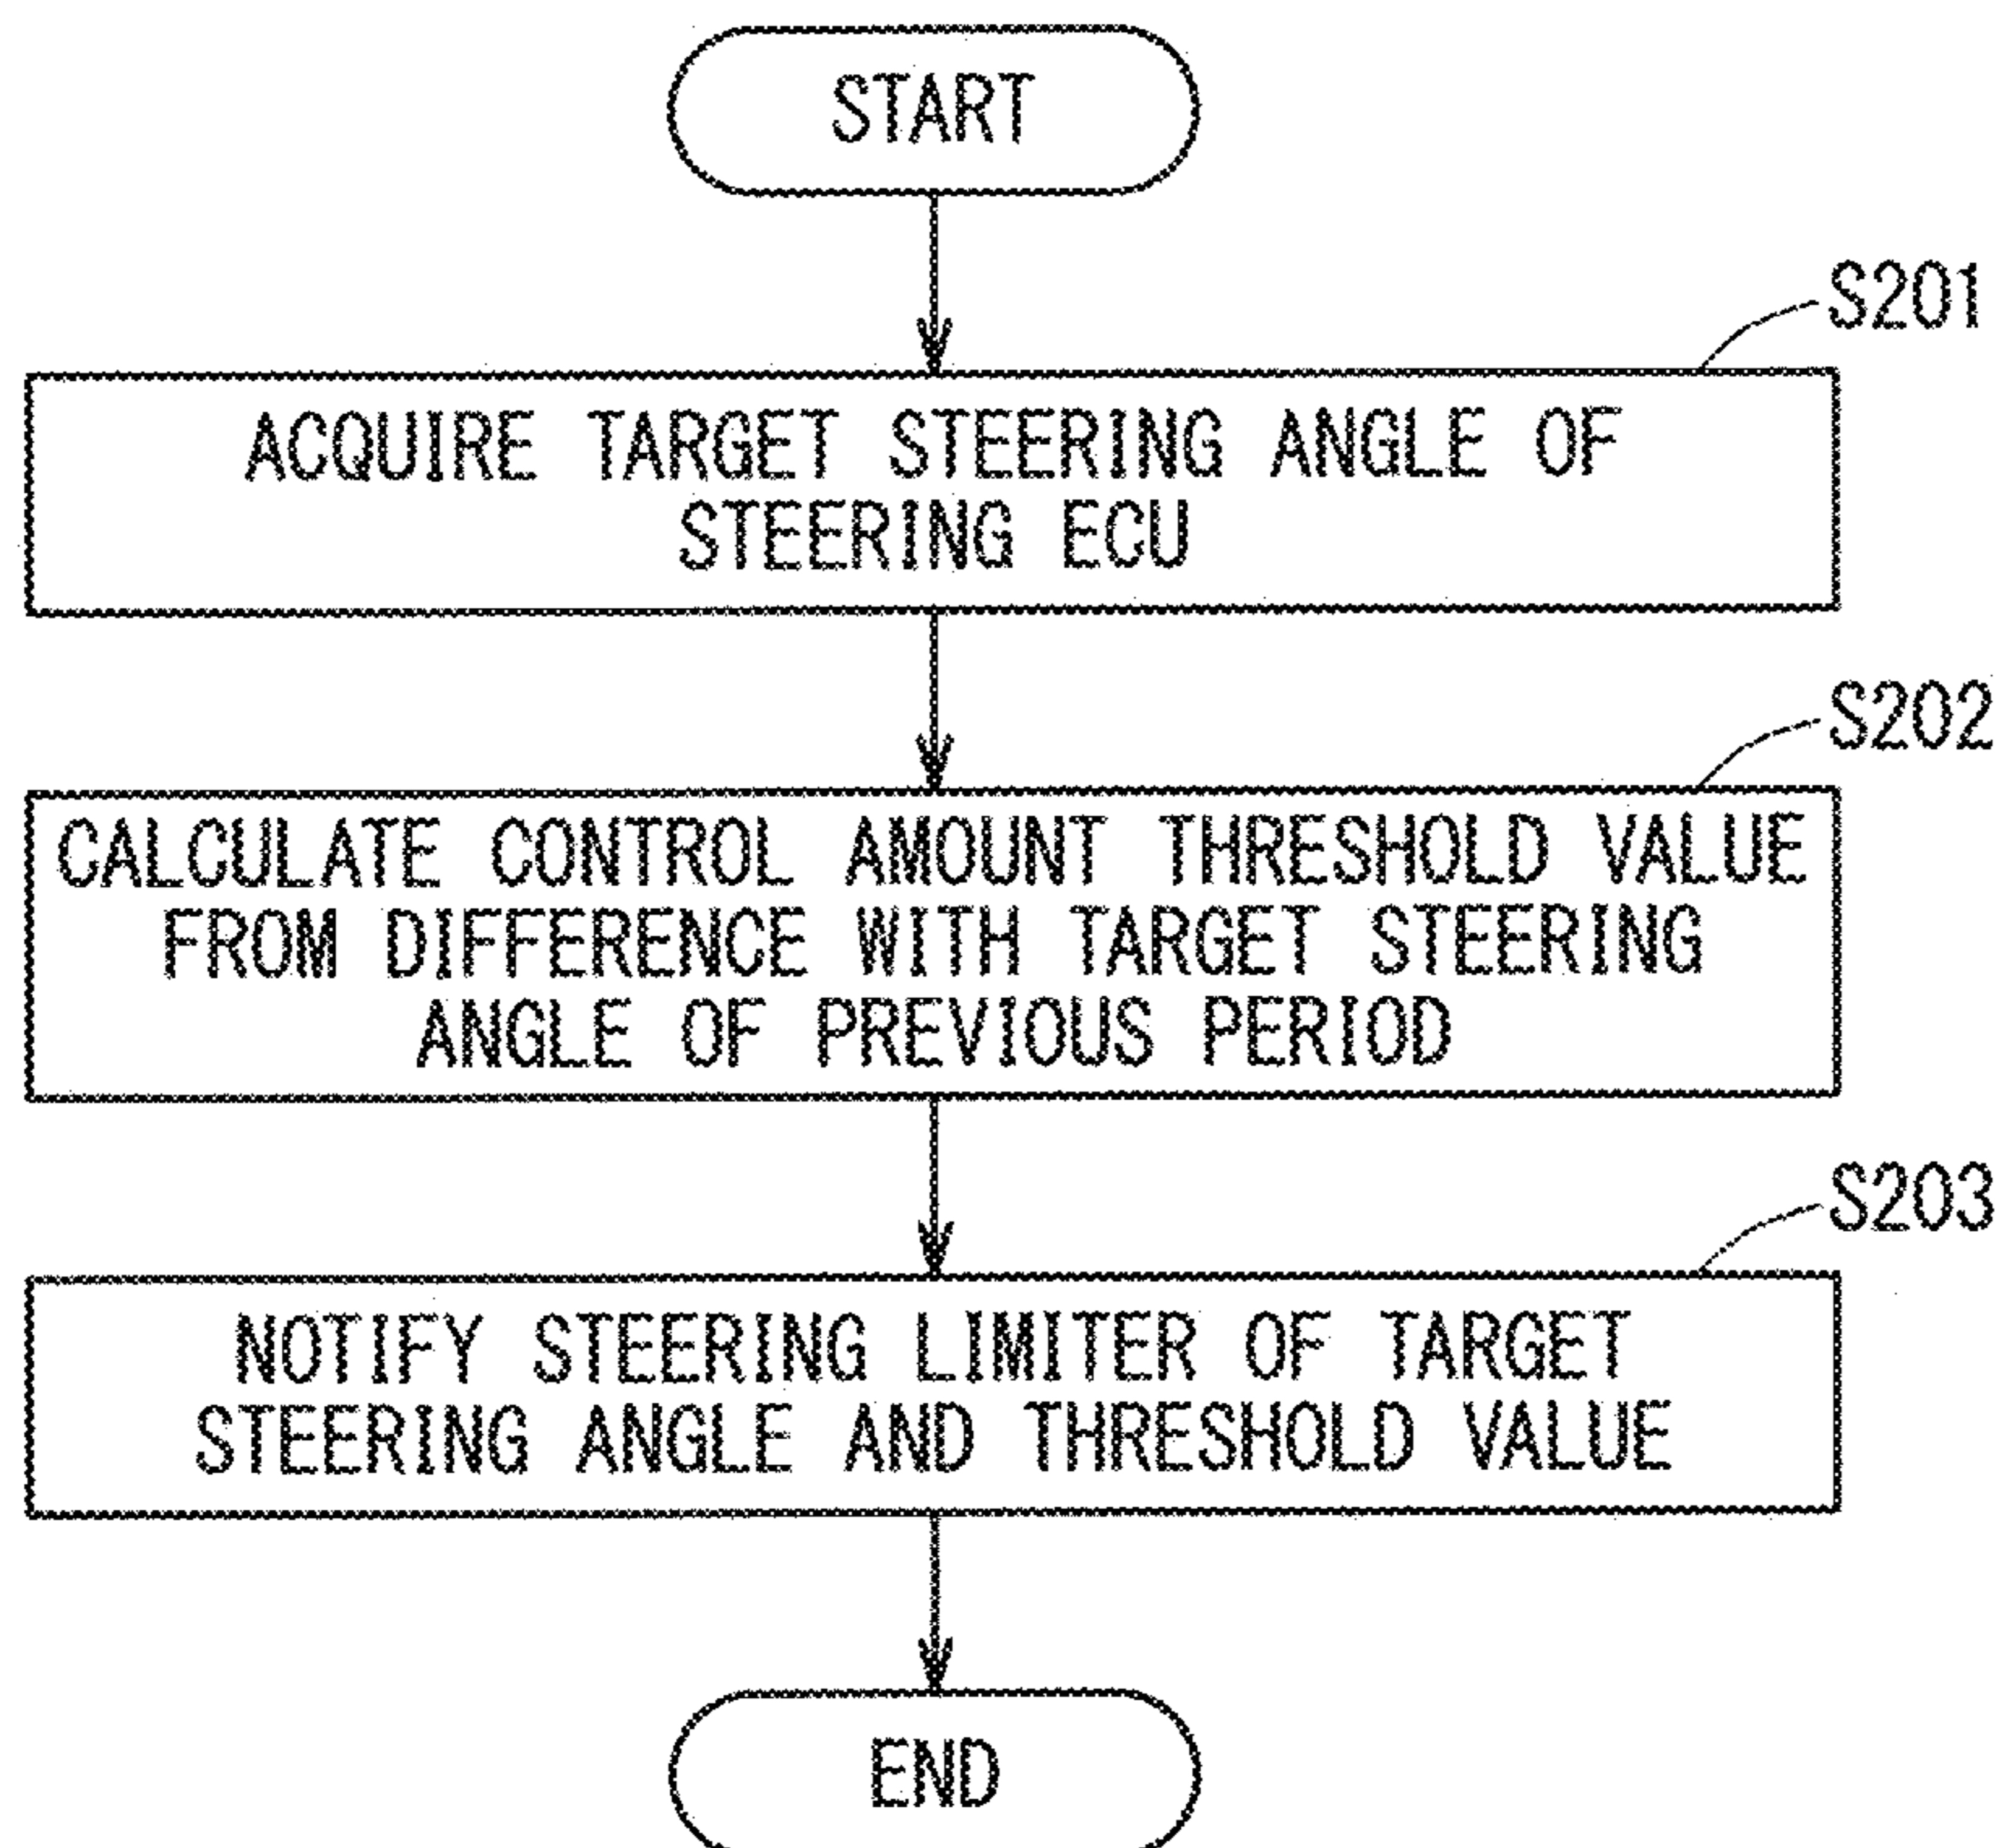 START
S201
ACQUIRE TARGET STEERING ANGLE OF
STEERING ECU
S202
CALCULATE CONTROL AMOUNT THRESHOLD VALUE
FROM DIFFERENCE WITH TARGET STEERING
ANGLE OF PREVIOUS PERIOD
S203
NOTIFY STEERING LIMITER OF TARGET
STEERING ANGLE AND THRESHOLD VALUE
END